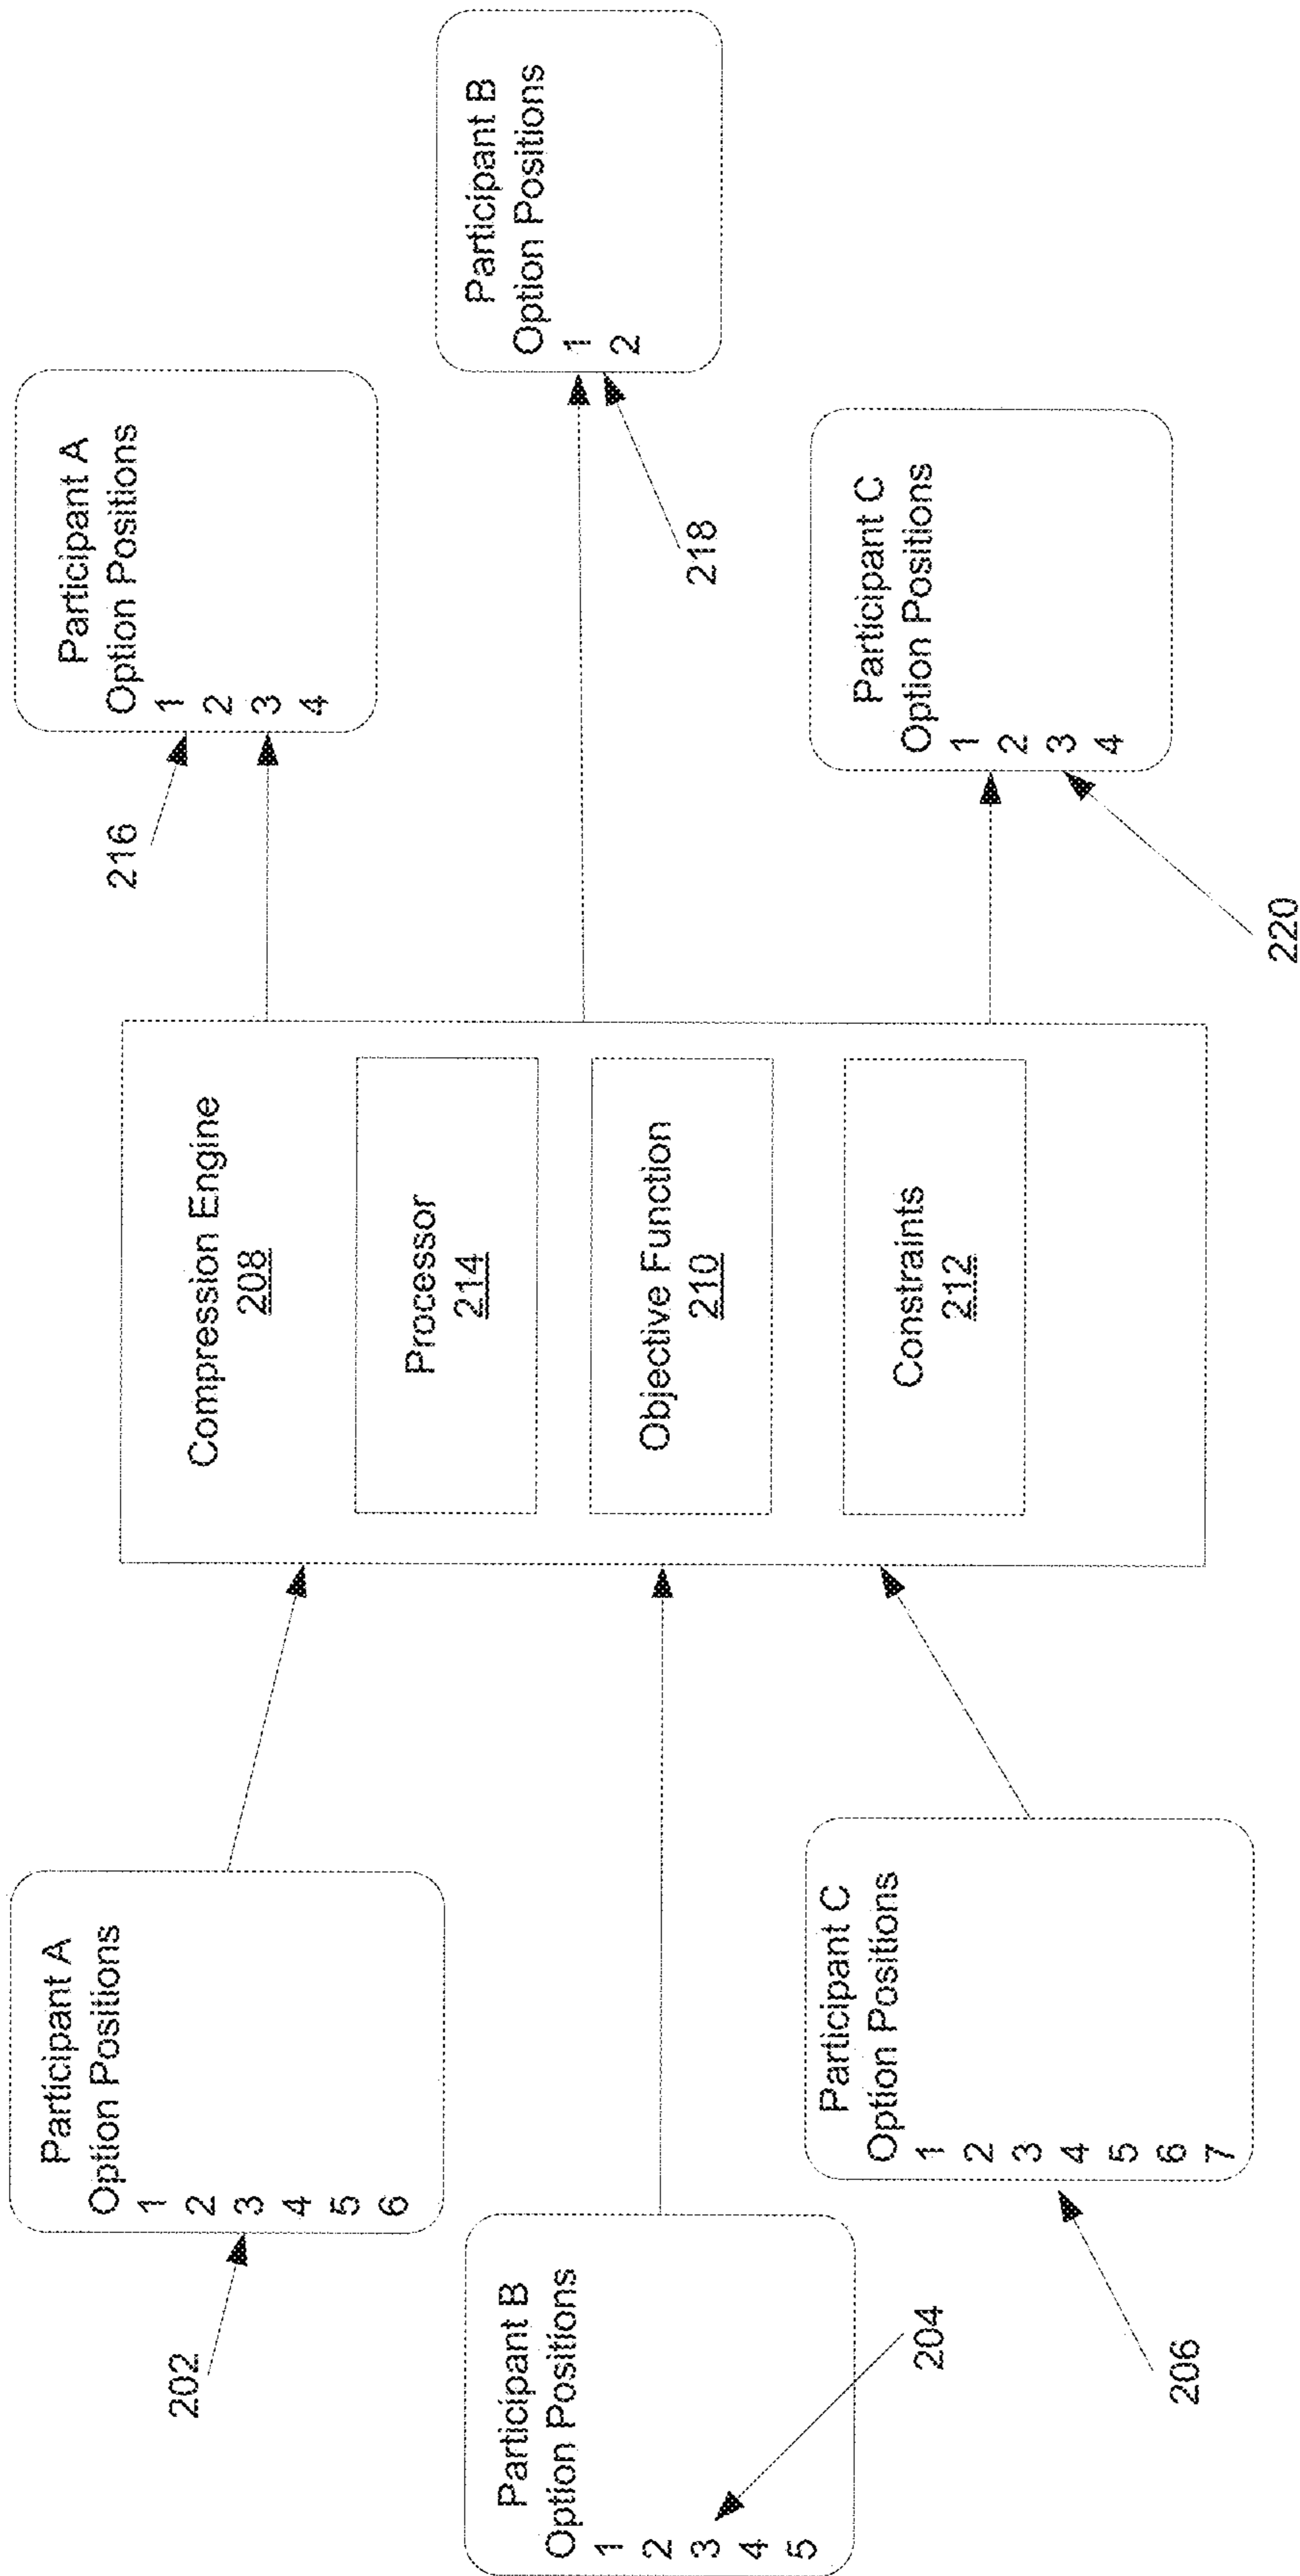 Participant A
Option Positions
1
2
3
4
5
6
202
Participant B
Option Positions
1
2
3
4
5
204
Participant C
Option Positions
1
2
3
4
5
6
7
206
Compression Engine
208
Processor
214
Objective Function
210
Constraints
212
Participant A
Option Positions
1
2
3
4
216
Participant B
Option Positions
1
2
218
Participant C
Option Positions
1
2
3
4
220